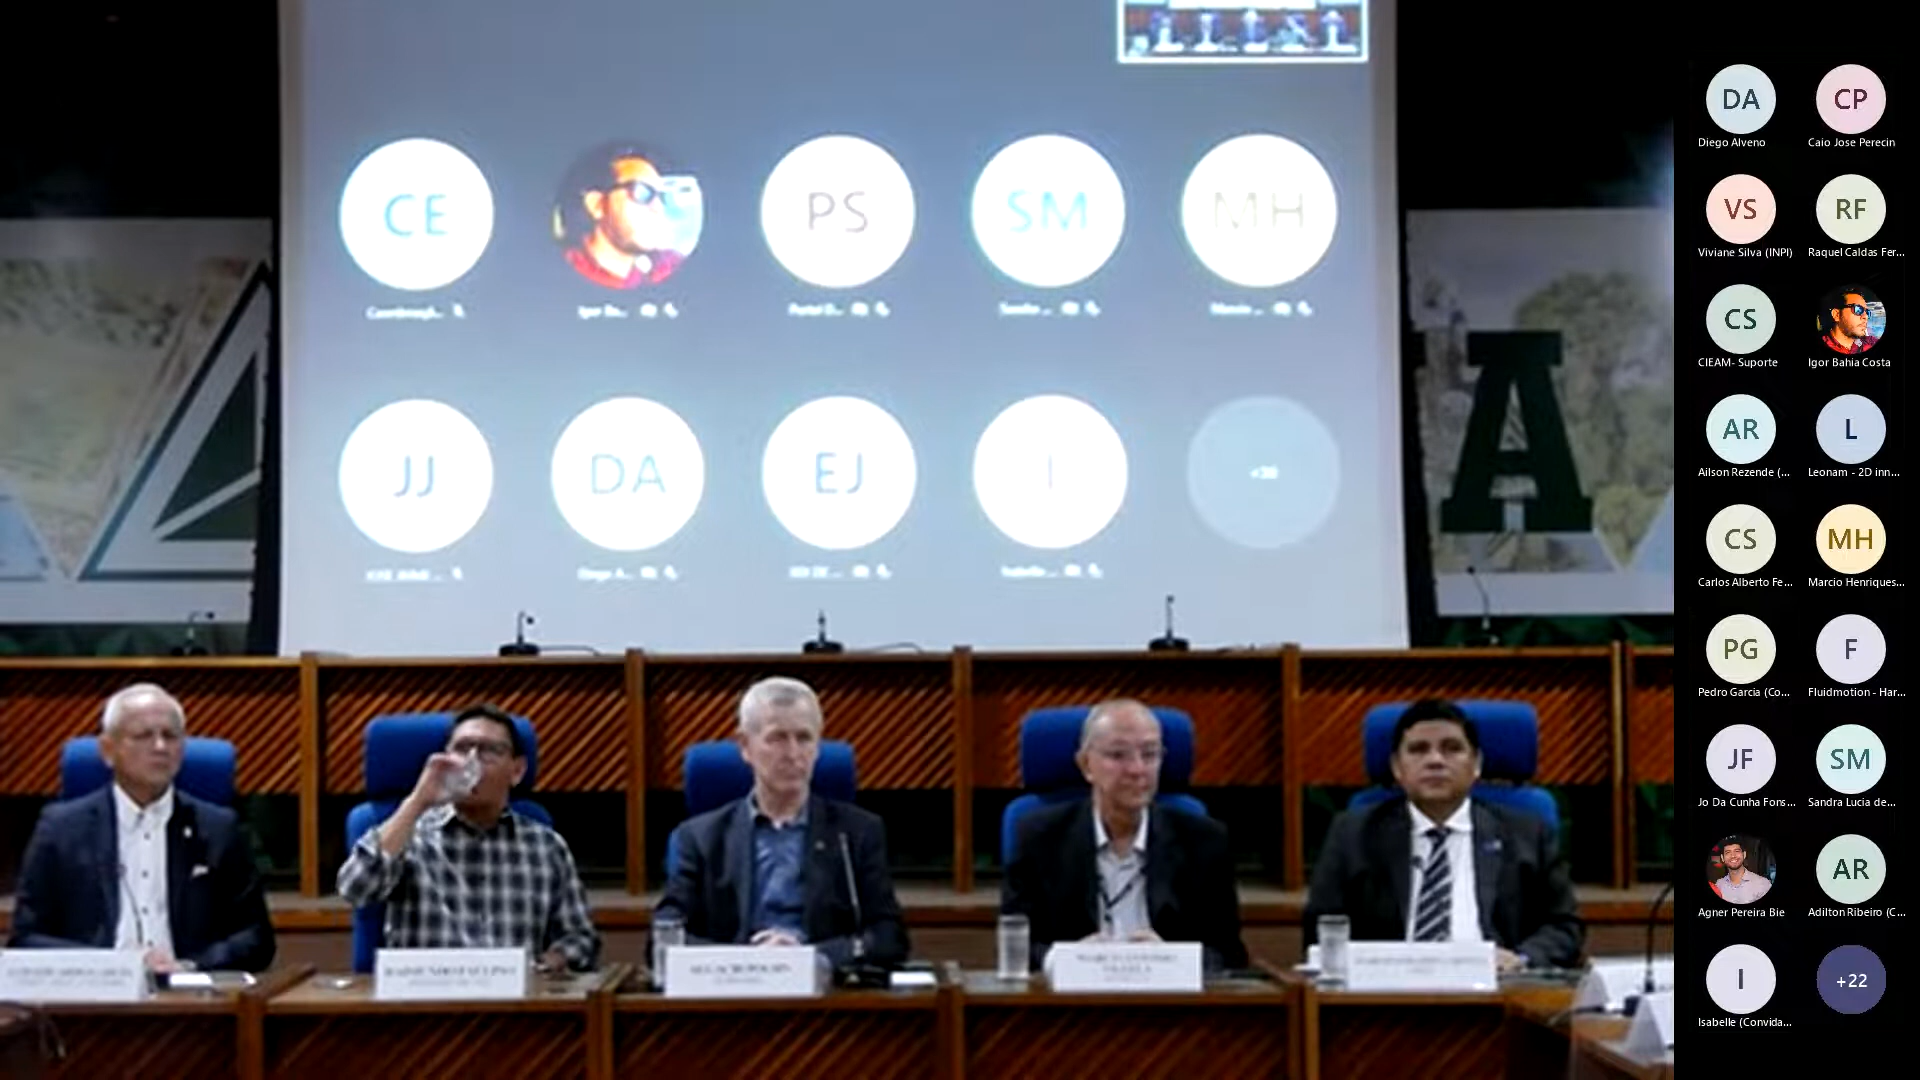 CE
PS
SM
MH
JJ
DA
EJ
I
A
DA
CP
Diego Alveno
Caio Jose Perecin
VS
RF
Viviane Silva (INPI)
Raquel Caldas Fer...
CS
CIEAM- Suporte
Igor Bahia Costa
AR
L
Ailson Rezende (...
Leonam - 2D inn...
CS
MH
Carlos Alberto Fe...
Marcio Henriques...
PG
F
Pedro Garcia (Co...
Fluidmotion - Har...
JF
SM
Jo Da Cunha Fons...
Sandra Lucia de...
AR
Agner Pereira Bie
Adilton Ribeiro (C...
I
+22
Isabelle (Convida...